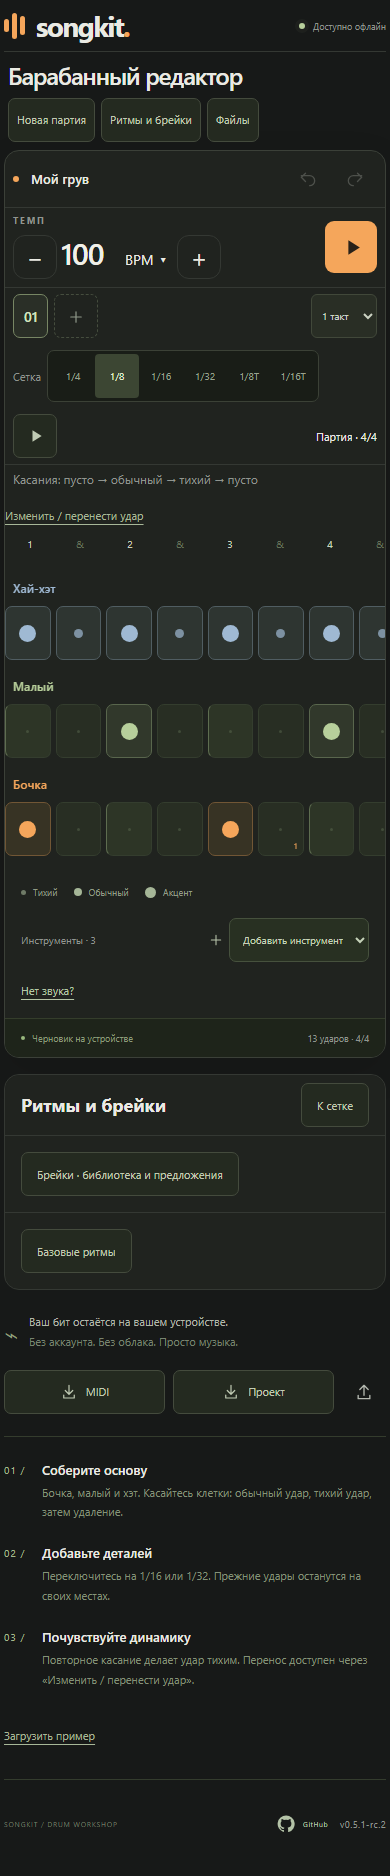 songkit.
Доступно офлайн
Барабанный редактор
Новая партия
Ритмы и брейки
Файлы
Мой грув
ТЕМП
− 100 BPM ▾ +
01 + 1 такт
Сетка 1/4 1/8 1/16 1/32 1/8T 1/16T
Партия · 4/4
Касания: пусто → обычный → тихий → пусто
Изменить / перенести удар
1 & 2 & 3 & 4 &
Хай-хэт
Малый
Бочка
1
Тихий Обычный Акцент
Инструменты · 3 + Добавить инструмент
Нет звука?
Черновик на устройстве 13 ударов · 4/4
Ритмы и брейки К сетке
Брейки · библиотека и предложения
Базовые ритмы
Ваш бит остаётся на вашем устройстве.
Без аккаунта. Без облака. Просто музыка.
MIDI Проект
01 / Соберите основу
Бочка, малый и хэт. Касайтесь клетки: обычный удар, тихий удар,
затем удаление.
02 / Добавьте деталей
Переключитесь на 1/16 или 1/32. Прежние удары останутся на
своих местах.
03 / Почувствуйте динамику
Повторное касание делает удар тихим. Перенос доступен через
«Изменить / перенести удар».
Загрузить пример
SONGKIT / DRUM WORKSHOP GitHub v0.5.1-rc.2